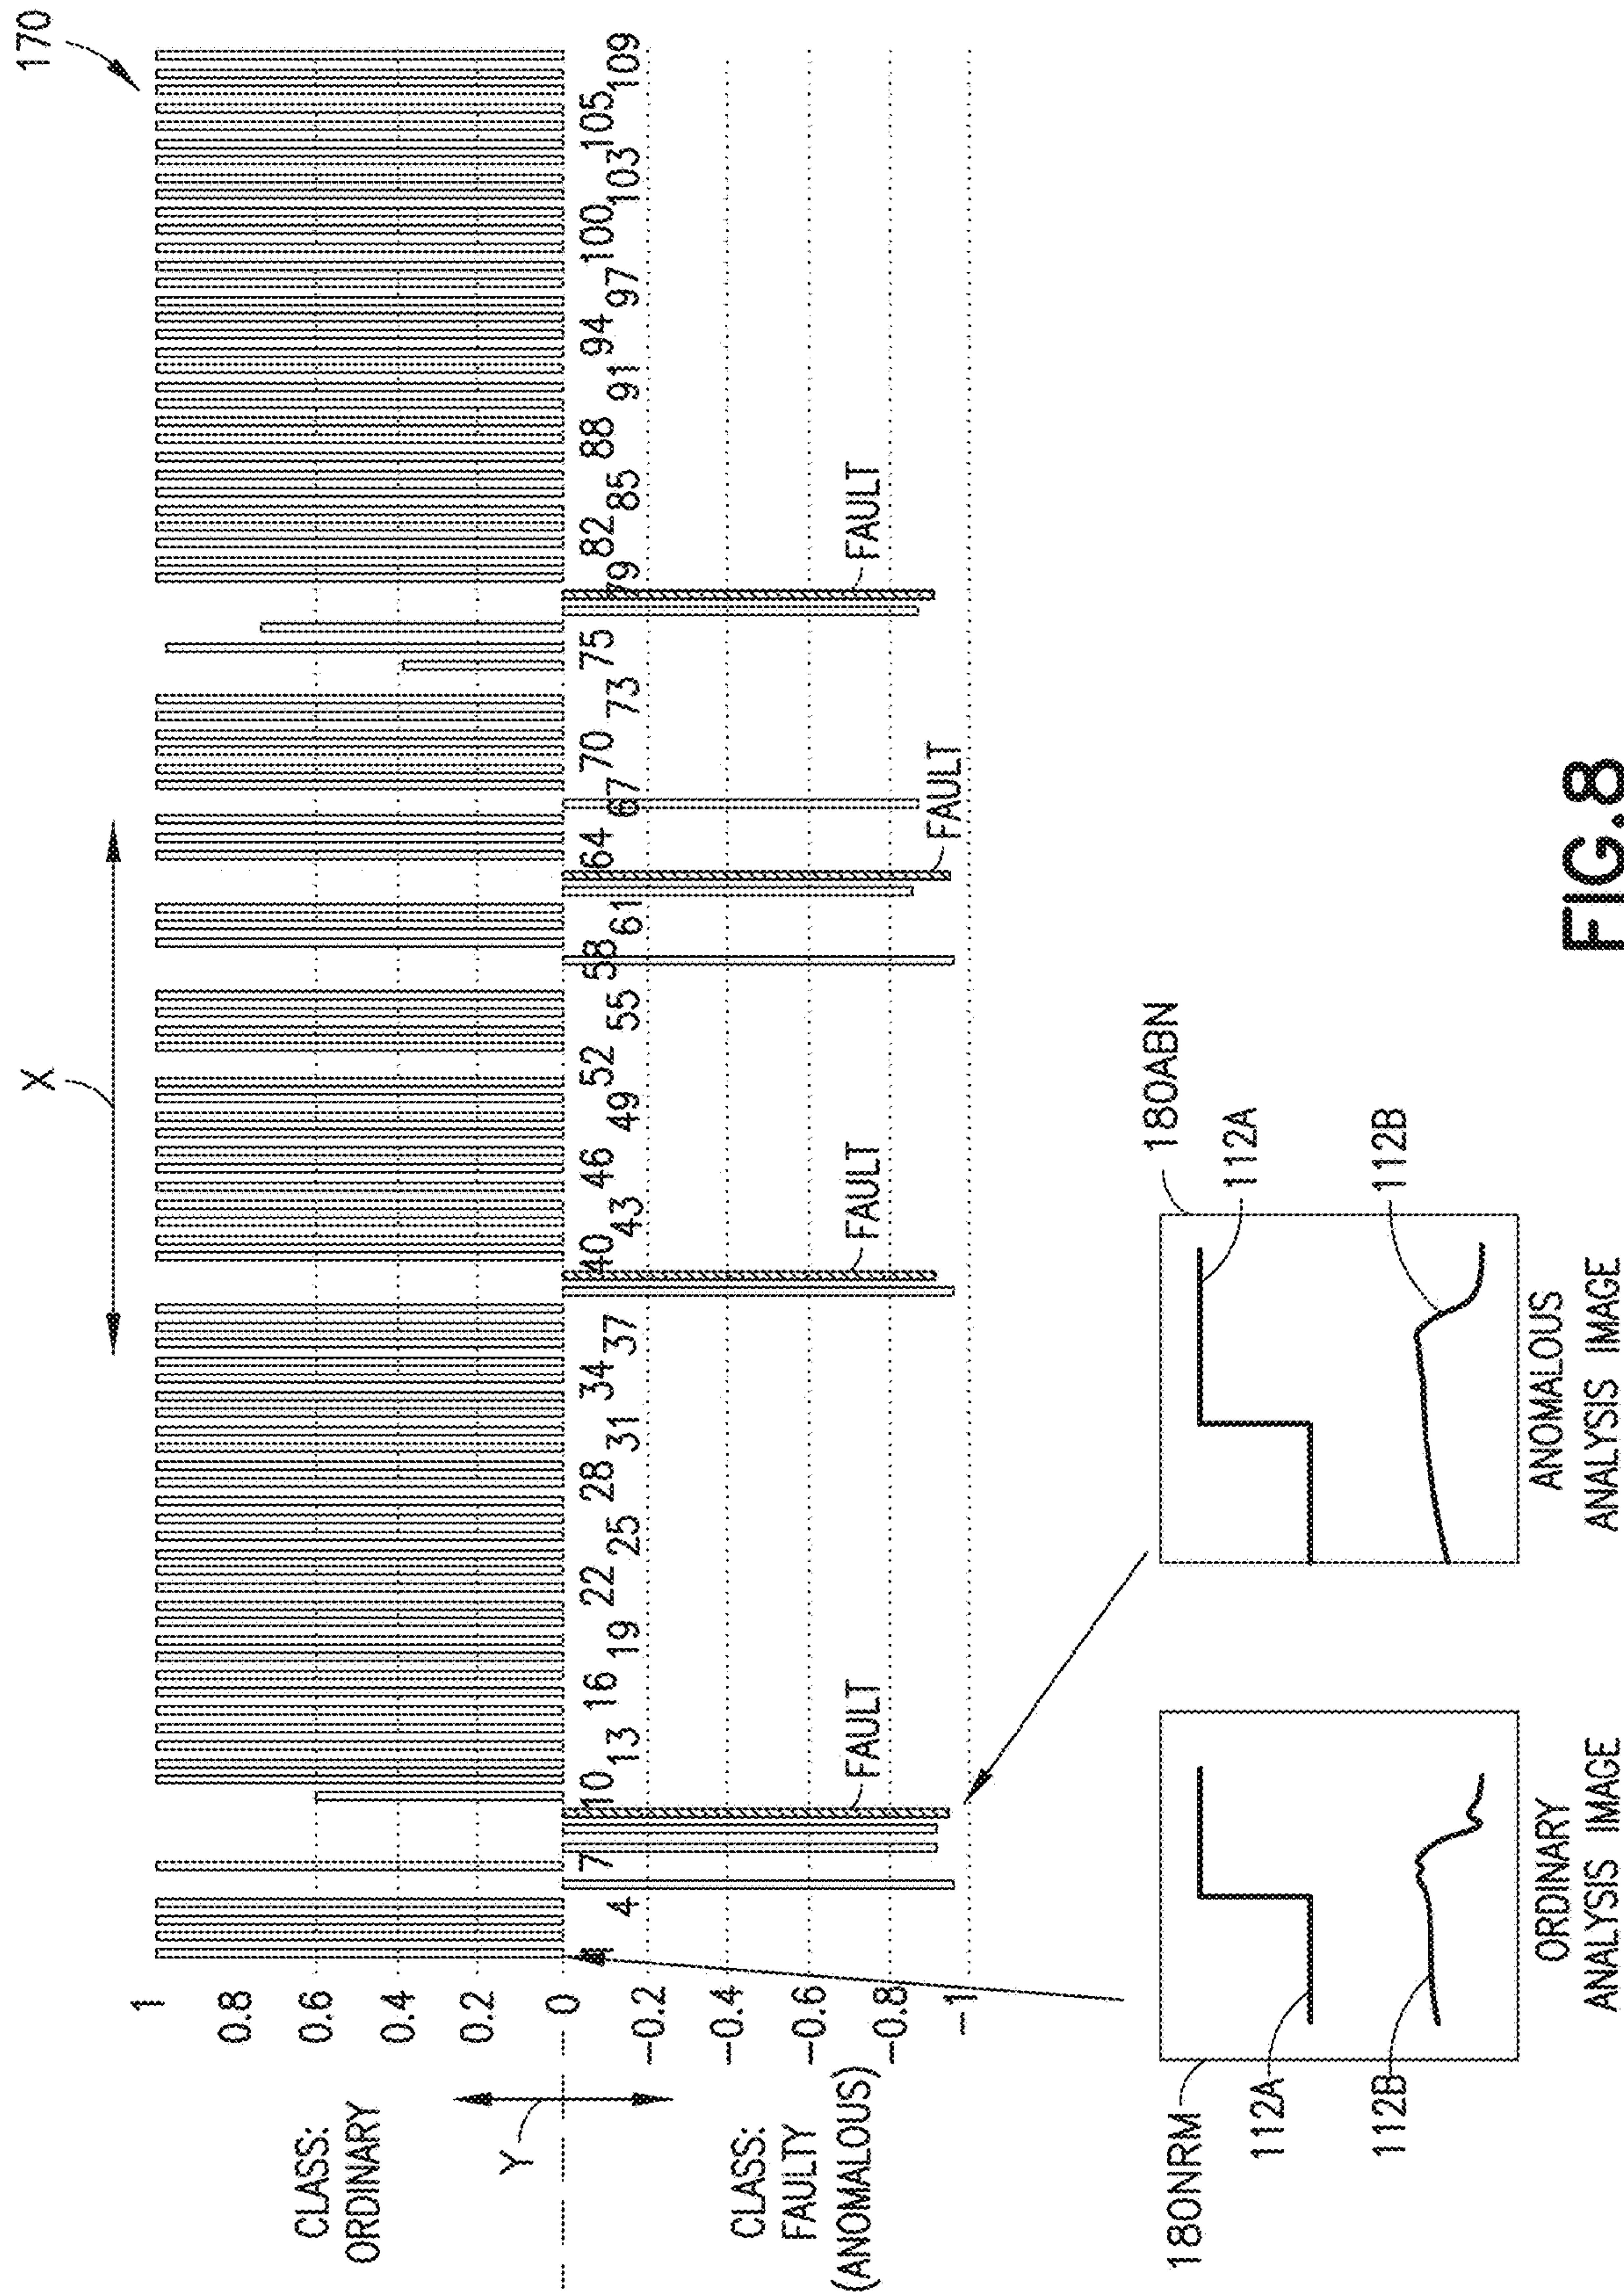 170
X
1
0.8
0.6
0.4
0.2
0
-0.2
-0.4
-0.6
-0.8
-1
CLASS:
ORDINARY
Y
CLASS:
FAULTY
(ANOMALOUS)
4 7 10 13 16 19 22 25 28 31 34 37 40 43 46 49 52 55 58 61 64 67 70 73 75 79 82 85 88 91 94 97 100 103 105 109
FAULT
FAULT
FAULT
FAULT
180NRM
112A
112B
ORDINARY
ANALYSIS IMAGE
180ABN
112A
112B
ANOMALOUS
ANALYSIS IMAGE
FIG.8